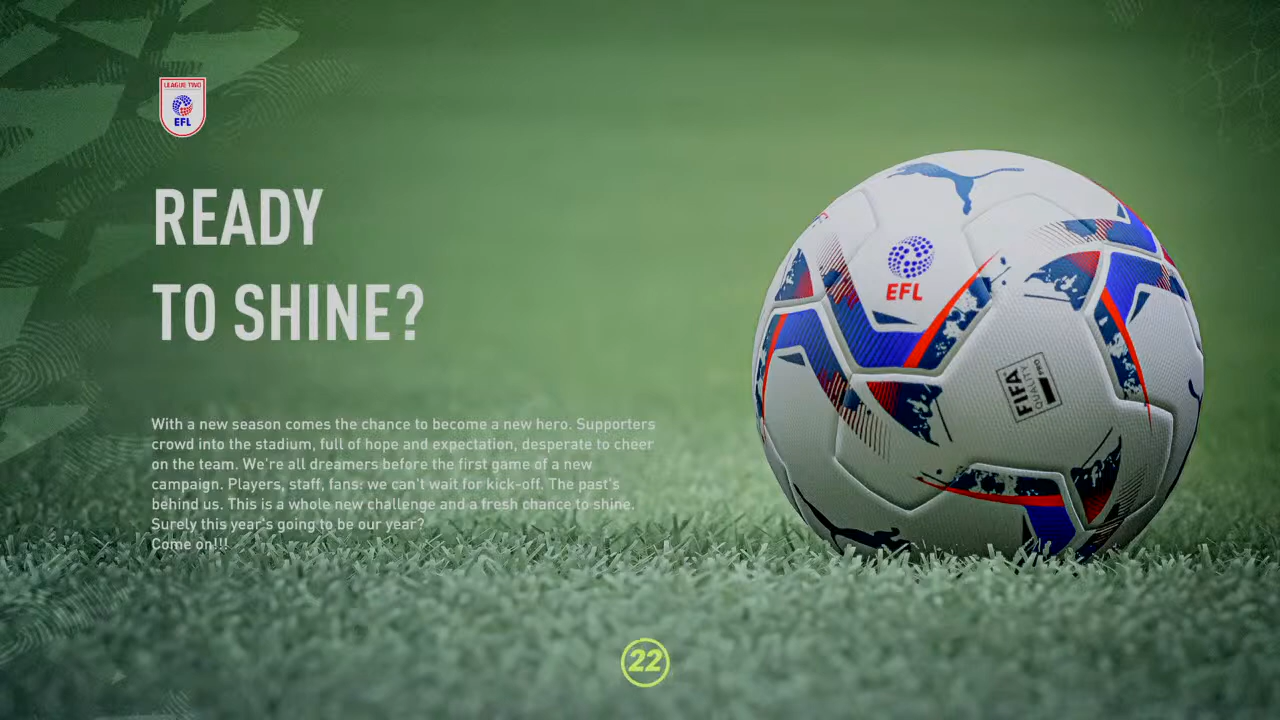 LEAGUE TWO
EFL
READY
TO SHINE?
With a new season comes the chance to become a new hero. Supporters
crowd into the stadium, full of hope and expectation, desperate to cheer
on the team. We're all dreamers before the first game of a new
campaign. Players, staff, fans: we can't wait for kick-off. The past's
behind us. This is a whole new challenge and a fresh chance to shine.
Surely this year's going to be our year?
Come on!!!
EFL
FIFA
QUALITY PRO
22